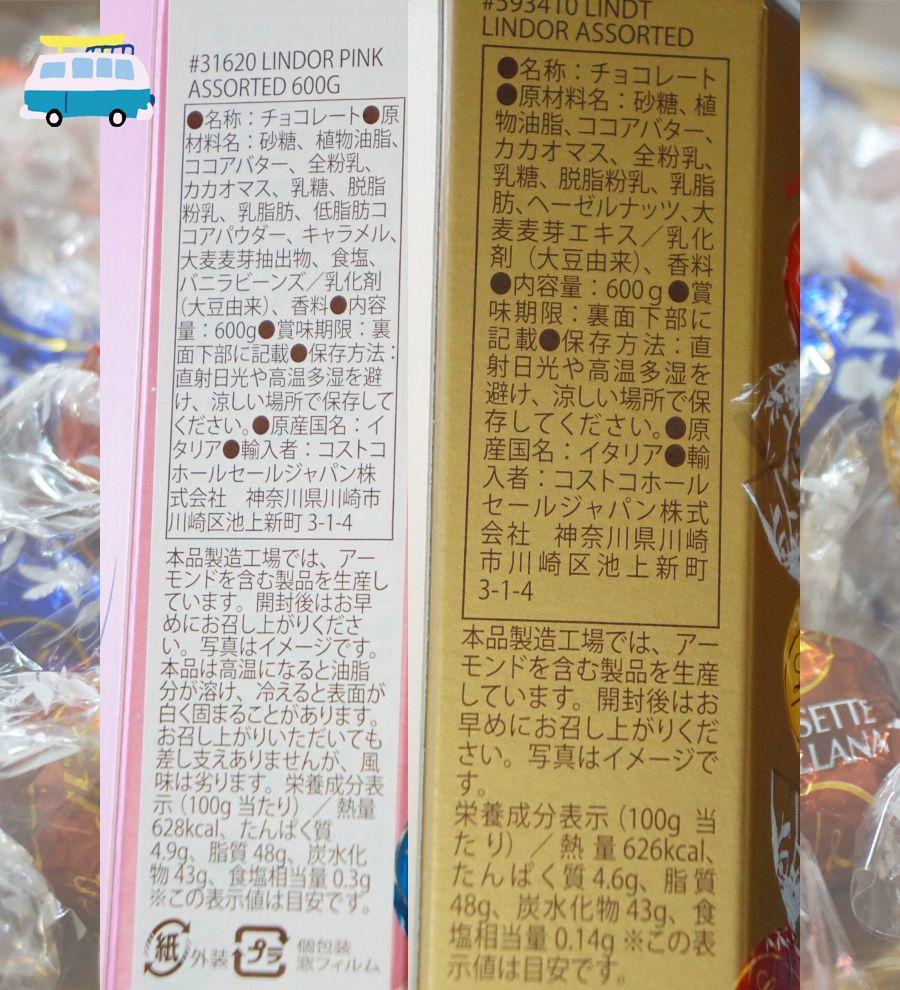 #31620 LINDOR PINK
ASSORTED 600G
●名称：チョコレート●原
材料名：砂糖、植物油脂、
ココアバター、全粉乳、
カカオマス、乳糖、脱脂
粉乳、乳脂肪、低脂肪コ
コアパウダー、キャラメル、
大麦麦芽抽出物、食塩、
バニラビーンズ／乳化剤
（大豆由来）、香料●内容
量：600g●賞味期限：裏
面下部に記載●保存方法：
直射日光や高温多湿を避
け、涼しい場所で保存して
ください。●原産国名：イ
タリア●輸入者：コストコ
ホールセールジャパン株
式会社　神奈川県川崎市
川崎区池上新町 3-1-4
本品製造工場では、アー
モンドを含む製品を生産し
ています。開封後はお早
めにお召し上がりくださ
い。写真はイメージです。
本品は高温になると油脂
分が溶け、冷えると表面が
白く固まることがあります。
お召し上がりいただいても
差し支えありませんが、風
味は劣ります。栄養成分表
示（100g 当たり）／熱量
628kcal、たんぱく質
4.9g、脂質 48g、炭水化
物 43g、食塩相当量 0.3g
※この表示値は目安です。
紙 外装 プラ 個包装
窓フィルム
#593410 LINDT
LINDOR ASSORTED
●名称：チョコレート
●原材料名：砂糖、植
物油脂、ココアバター、
カカオマス、全粉乳、
乳糖、脱脂粉乳、乳脂
肪、ヘーゼルナッツ、大
麦麦芽エキス／乳化
剤（大豆由来）、香料
●内容量：600g●賞
味期限：裏面下部に
記載●保存方法：直
射日光や高温多湿を
避け、涼しい場所で保
存してください。●原
産国名：イタリア●輸
入者：コストコホール
セールジャパン株式
会社　神奈川県川崎
市川崎区池上新町
3-1-4
本品製造工場では、アー
モンドを含む製品を生産
しています。開封後はお
早めにお召し上がりくだ
さい。写真はイメージで
す。
栄養成分表示（100g 当
たり）／熱量 626kcal、
たんぱく質 4.6g、脂質
48g、炭水化物 43g、食
塩相当量 0.14g ※この表
示値は目安です。